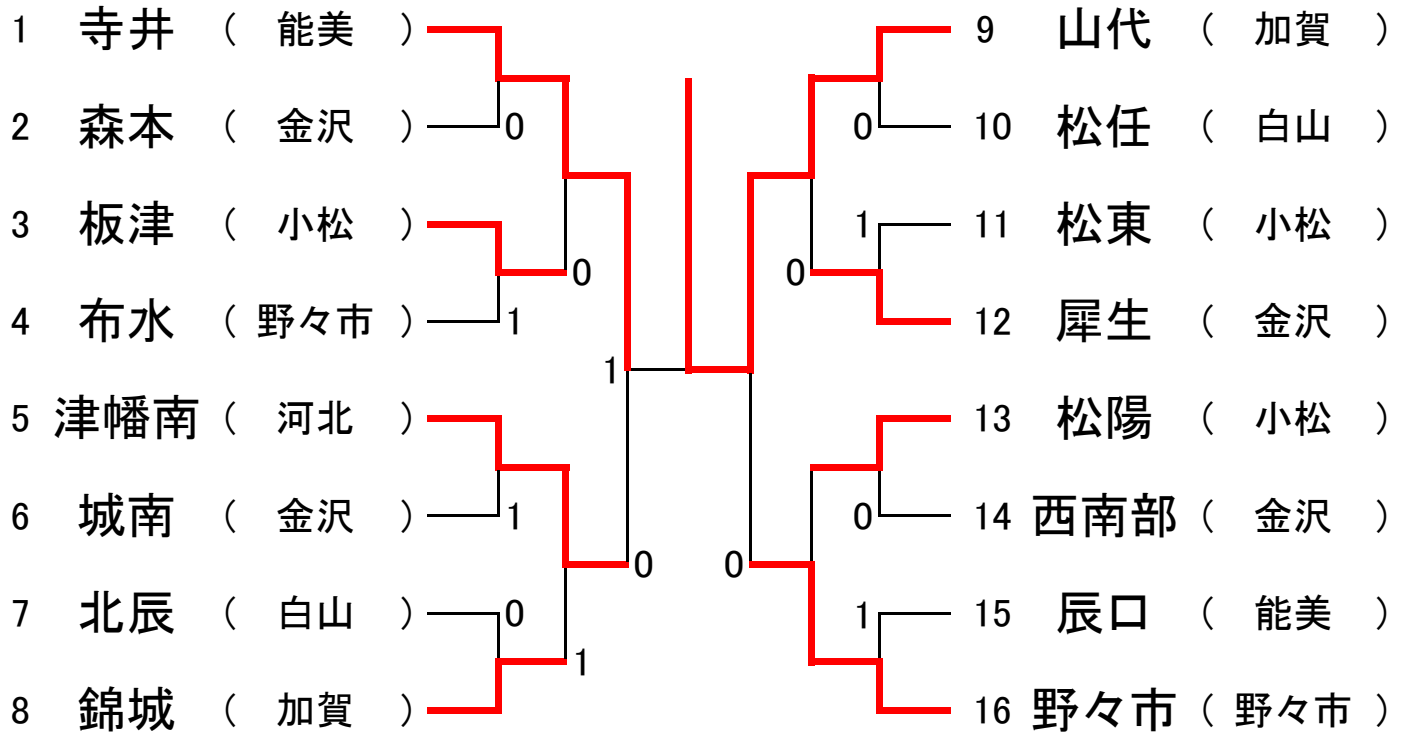 1 寺井 ( 能美 )
2 森本 ( 金沢 ) 0
3 板津 ( 小松 )
0
4 布水 ( 野々市 ) 1
1
5 津幡南 ( 河北 )
6 城南 ( 金沢 ) 1
0
7 北辰 ( 白山 ) 0
1
8 錦城 ( 加賀 )
9 山代 ( 加賀 )
0 10 松任 ( 白山 )
1 11 松東 ( 小松 )
0
12 犀生 ( 金沢 )
13 松陽 ( 小松 )
0 14 西南部 ( 金沢 )
0
1 15 辰口 ( 能美 )
16 野々市 ( 野々市 )